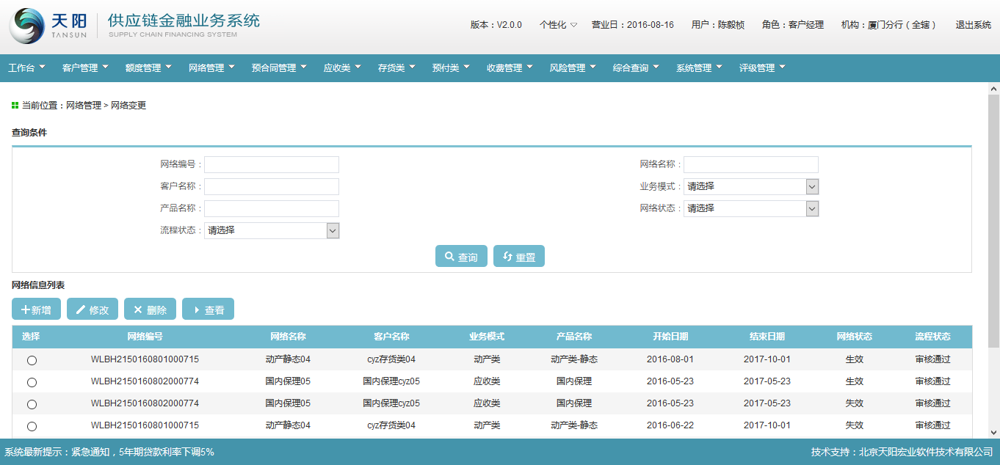 天阳 TANSUN 供应链金融业务系统 SUPPLY CHAIN FINANCING SYSTEM
版本：V2.0.0 个性化 营业日：2016-08-16 用户：陈毅桢 角色：客户经理 机构：厦门分行（全辖） 退出系统
工作台 客户管理 额度管理 网络管理 预合同管理 应收类 存货类 预付类 收费管理 风险管理 综合查询 系统管理 评级管理
当前位置：网络管理 > 网络变更
查询条件
网络编号： 网络名称：
客户名称： 业务模式： 请选择
产品名称： 网络状态： 请选择
流程状态： 请选择
查询 重置
网络信息列表
新增 修改 删除 查看
选择 网络编号 网络名称 客户名称 业务模式 产品名称 开始日期 结束日期 网络状态 流程状态
WLBH2150160801000715 动产静态04 cyz存货类04 动产类 动产类-静态 2016-08-01 2017-10-01 生效 审核通过
WLBH2150160802000774 国内保理05 国内保理cyz05 应收类 国内保理 2016-05-23 2017-05-23 生效 审核通过
WLBH2150160802000774 国内保理05 国内保理cyz05 应收类 国内保理 2016-05-23 2017-05-23 失效 审核通过
WLBH2150160801000715 动产静态04 cyz存货类04 动产类 动产类-静态 2016-06-22 2017-10-01 失效 审核通过
系统最新提示：紧急通知，5年期贷款利率下调5% 技术支持：北京天阳宏业软件技术有限公司